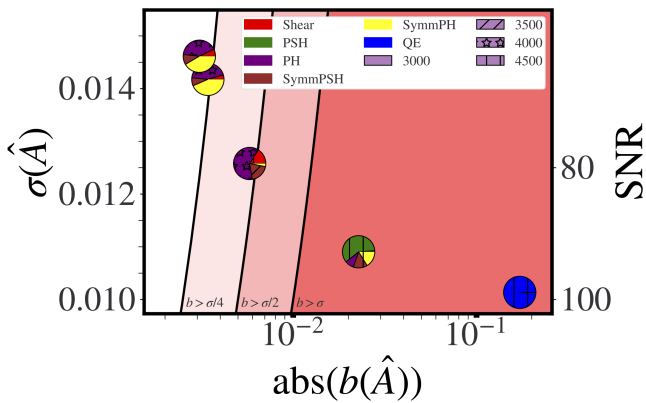 Shear
PSH
PH
SymmPSH
SymmPH
QE
3000
3500
4000
4500
0.014
0.012
0.010
σ(Â)
80
100
SNR
b > σ/4
b > σ/2
b > σ
10⁻²
10⁻¹
abs(b(Â))